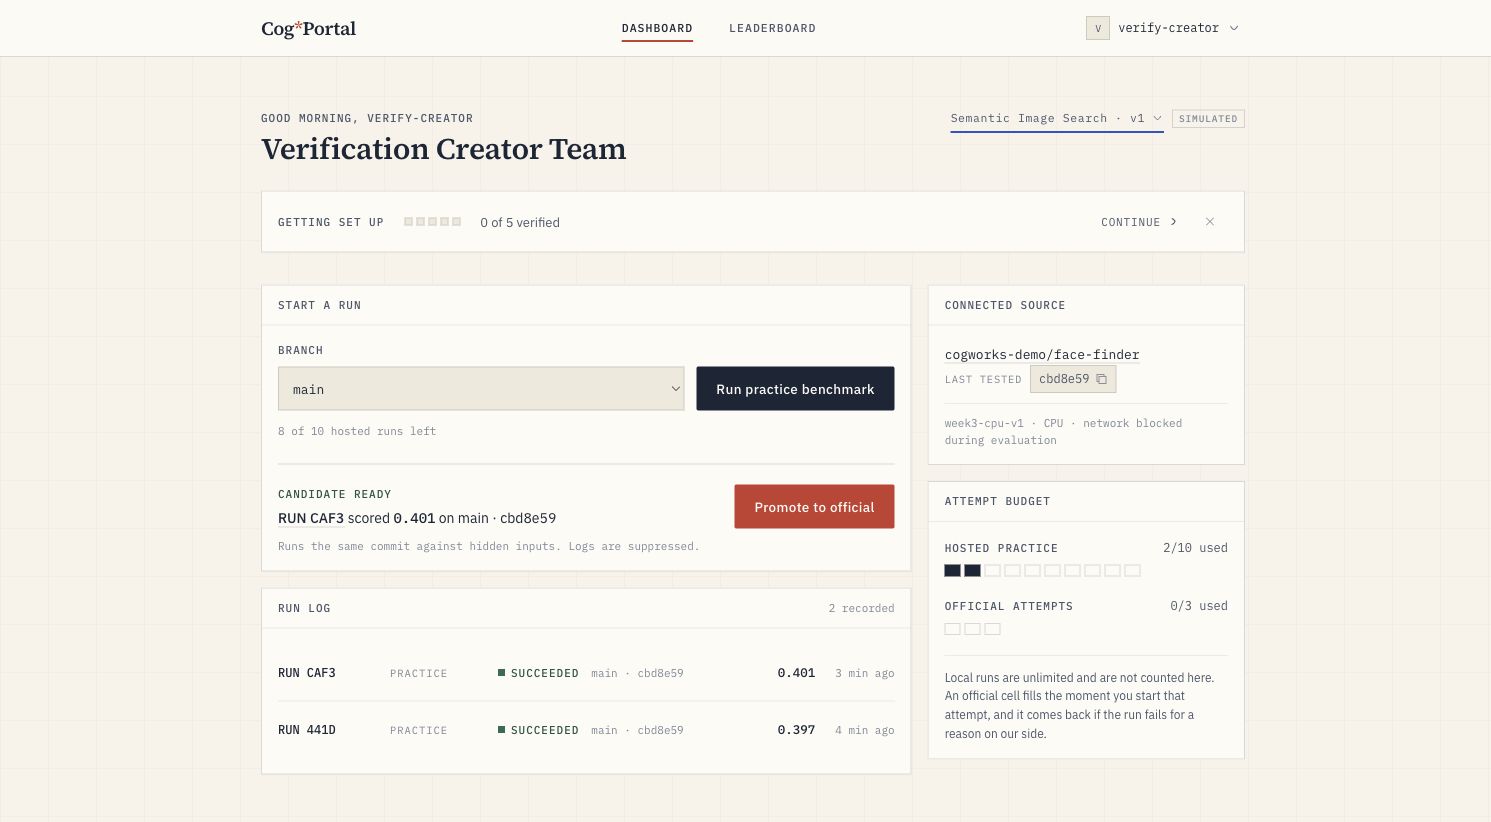 Cog*Portal
DASHBOARD
LEADERBOARD
V
verify-creator
GOOD MORNING, VERIFY-CREATOR
Verification Creator Team
Semantic Image Search · v1
SIMULATED
GETTING SET UP
0 of 5 verified
CONTINUE
START A RUN
BRANCH
main
Run practice benchmark
8 of 10 hosted runs left
CANDIDATE READY
RUN CAF3 scored 0.401 on main · cbd8e59
Promote to official
Runs the same commit against hidden inputs. Logs are suppressed.
RUN LOG
2 recorded
RUN CAF3 PRACTICE SUCCEEDED main · cbd8e59 0.401 3 min ago
RUN 441D PRACTICE SUCCEEDED main · cbd8e59 0.397 4 min ago
CONNECTED SOURCE
cogworks-demo/face-finder
LAST TESTED cbd8e59
week3-cpu-v1 · CPU · network blocked
during evaluation
ATTEMPT BUDGET
HOSTED PRACTICE 2/10 used
OFFICIAL ATTEMPTS 0/3 used
Local runs are unlimited and are not counted here.
An official cell fills the moment you start that
attempt, and it comes back if the run fails for a
reason on our side.